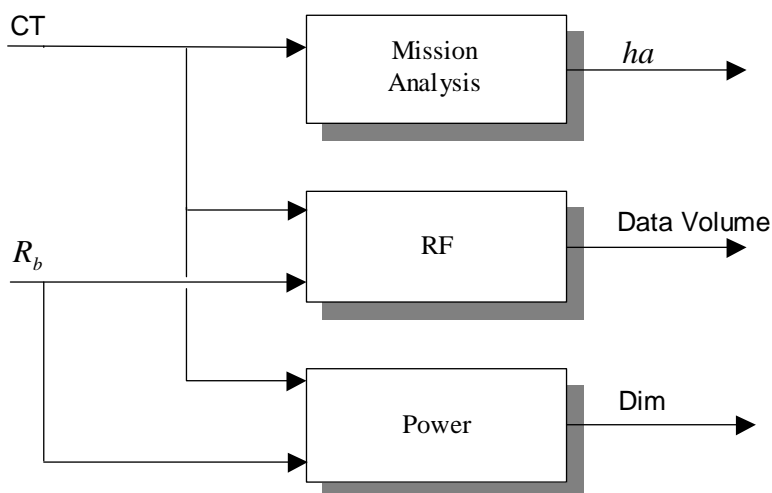 CT
Mission
Analysis
ha
RF
Data Volume
R_b
Power
Dim